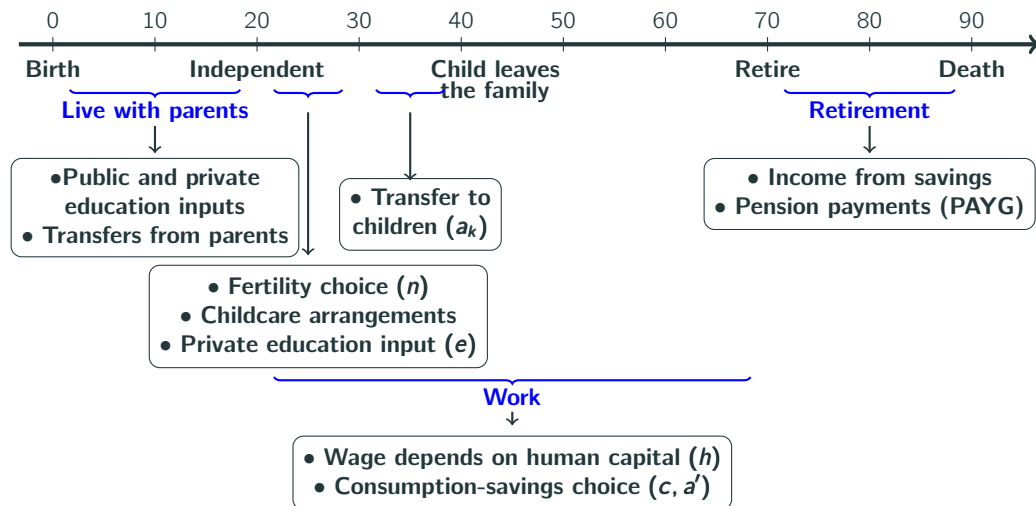 0 10 20 30 40 50 60 70 80 90
Birth Independent Child leaves Retire Death
the family
Live with parents Retirement
•Public and private
education inputs
• Transfers from parents
• Transfer to
children (a_k)
• Income from savings
• Pension payments (PAYG)
• Fertility choice (n)
• Childcare arrangements
• Private education input (e)
Work
• Wage depends on human capital (h)
• Consumption-savings choice (c, a′)